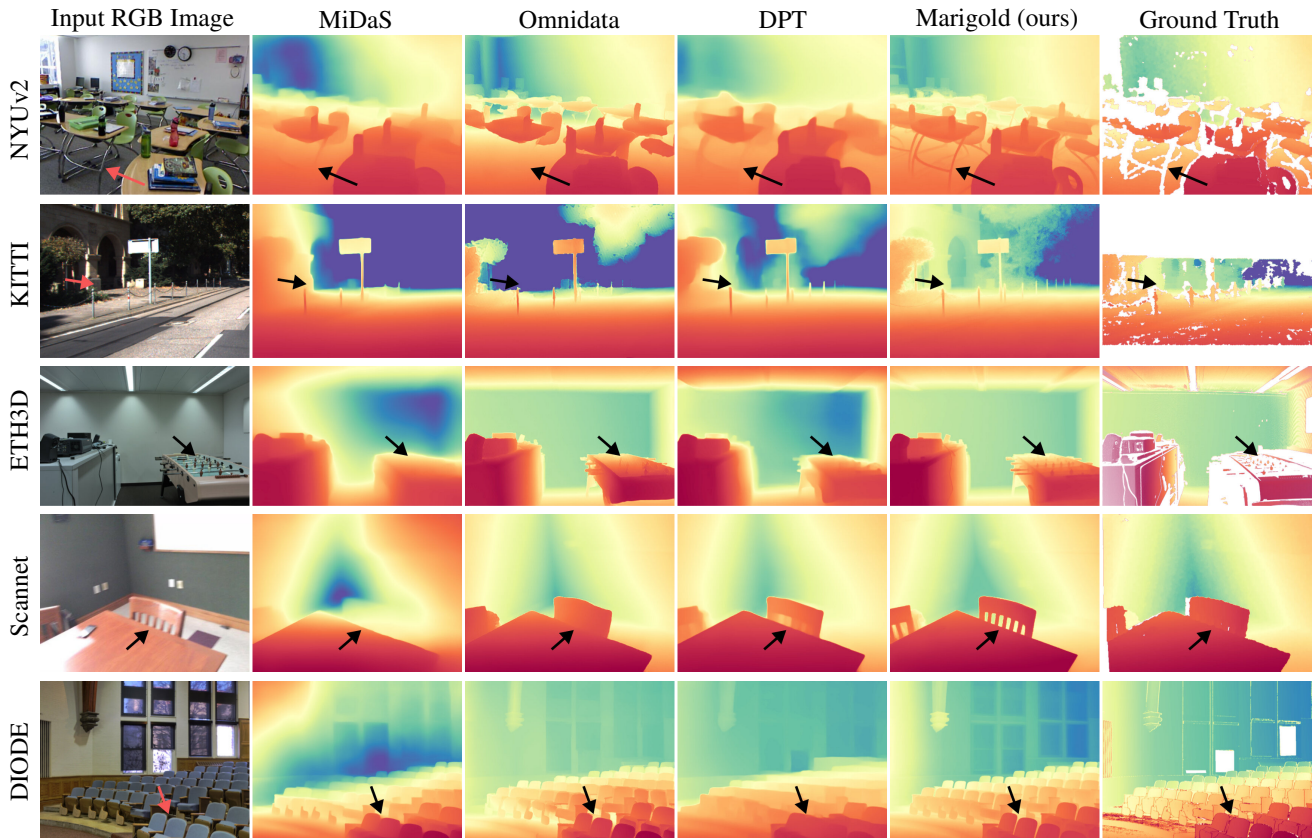 Input RGB Image MiDaS Omnidata DPT Marigold (ours) Ground Truth
NYUv2
KITTI
ETH3D
Scannet
DIODE